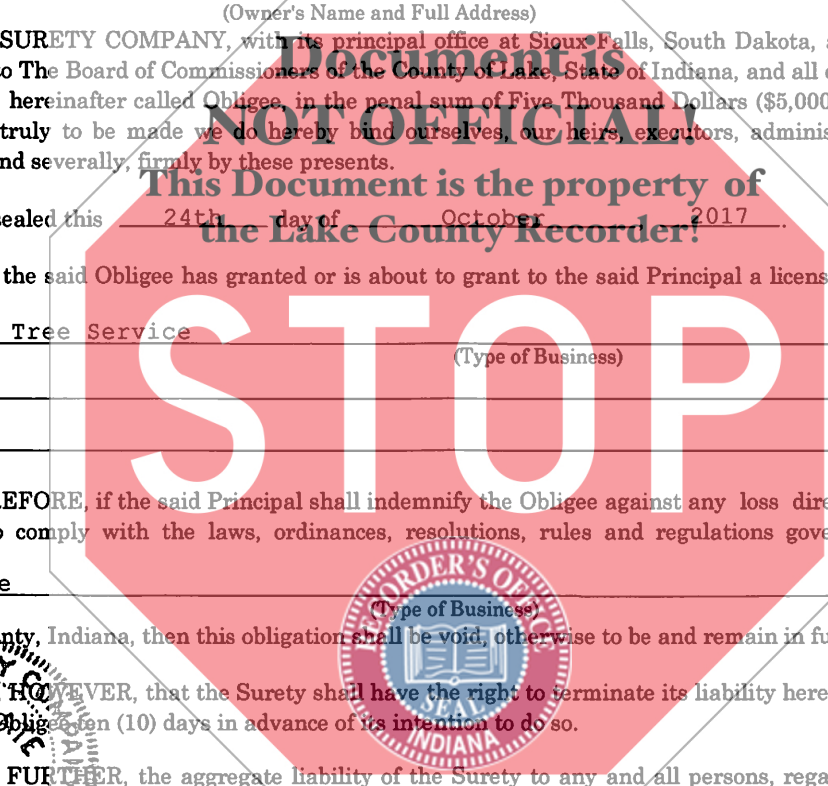 (Owner's Name and Full Address)
SURETY COMPANY, with its principal office at Sioux Falls, South Dakota,
Document is
o The Board of Commissioners of the County of Lake, State of Indiana, and all
hereinafter called Obligee, in the penal sum of Five Thousand Dollars ($5,000
NOT OFFICIAL!
truly to be made we do hereby bind ourselves, our heirs, executors, adminis
nd severally, firmly by these presents.
This Document is the property of
ealed this 24th day of October, 2017.
the Lake County Recorder!
the said Obligee has granted or is about to grant to the said Principal a licens
STOP
Tree Service
(Type of Business)
EFORE, if the said Principal shall indemnify the Obligee against any loss dire
o comply with the laws, ordinances, resolutions, rules and regulations gove
e
RECORDER'S OFFICE
(Type of Business)
nty, Indiana, then this obligation shall be void, otherwise to be and remain in fu
HOWEVER, that the Surety shall have the right to terminate its liability here
SEAL
Obligee ten (10) days in advance of its intention to do so.
INDIANA
FURTHER, the aggregate liability of the Surety to any and all persons, rega